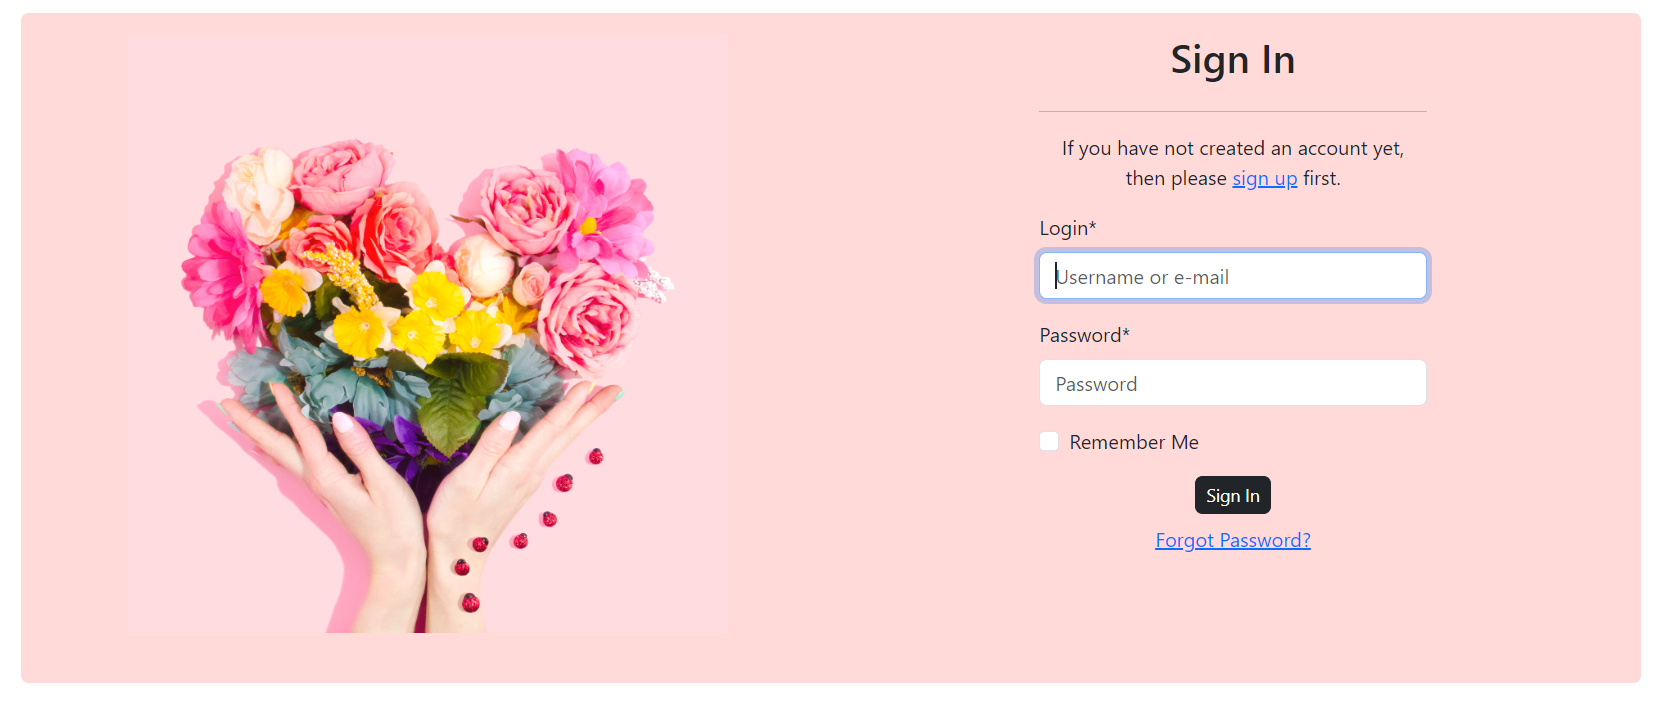 Sign In
If you have not created an account yet,
then please sign up first.
Login*
Username or e-mail
Password*
Password
Remember Me
Sign In
Forgot Password?